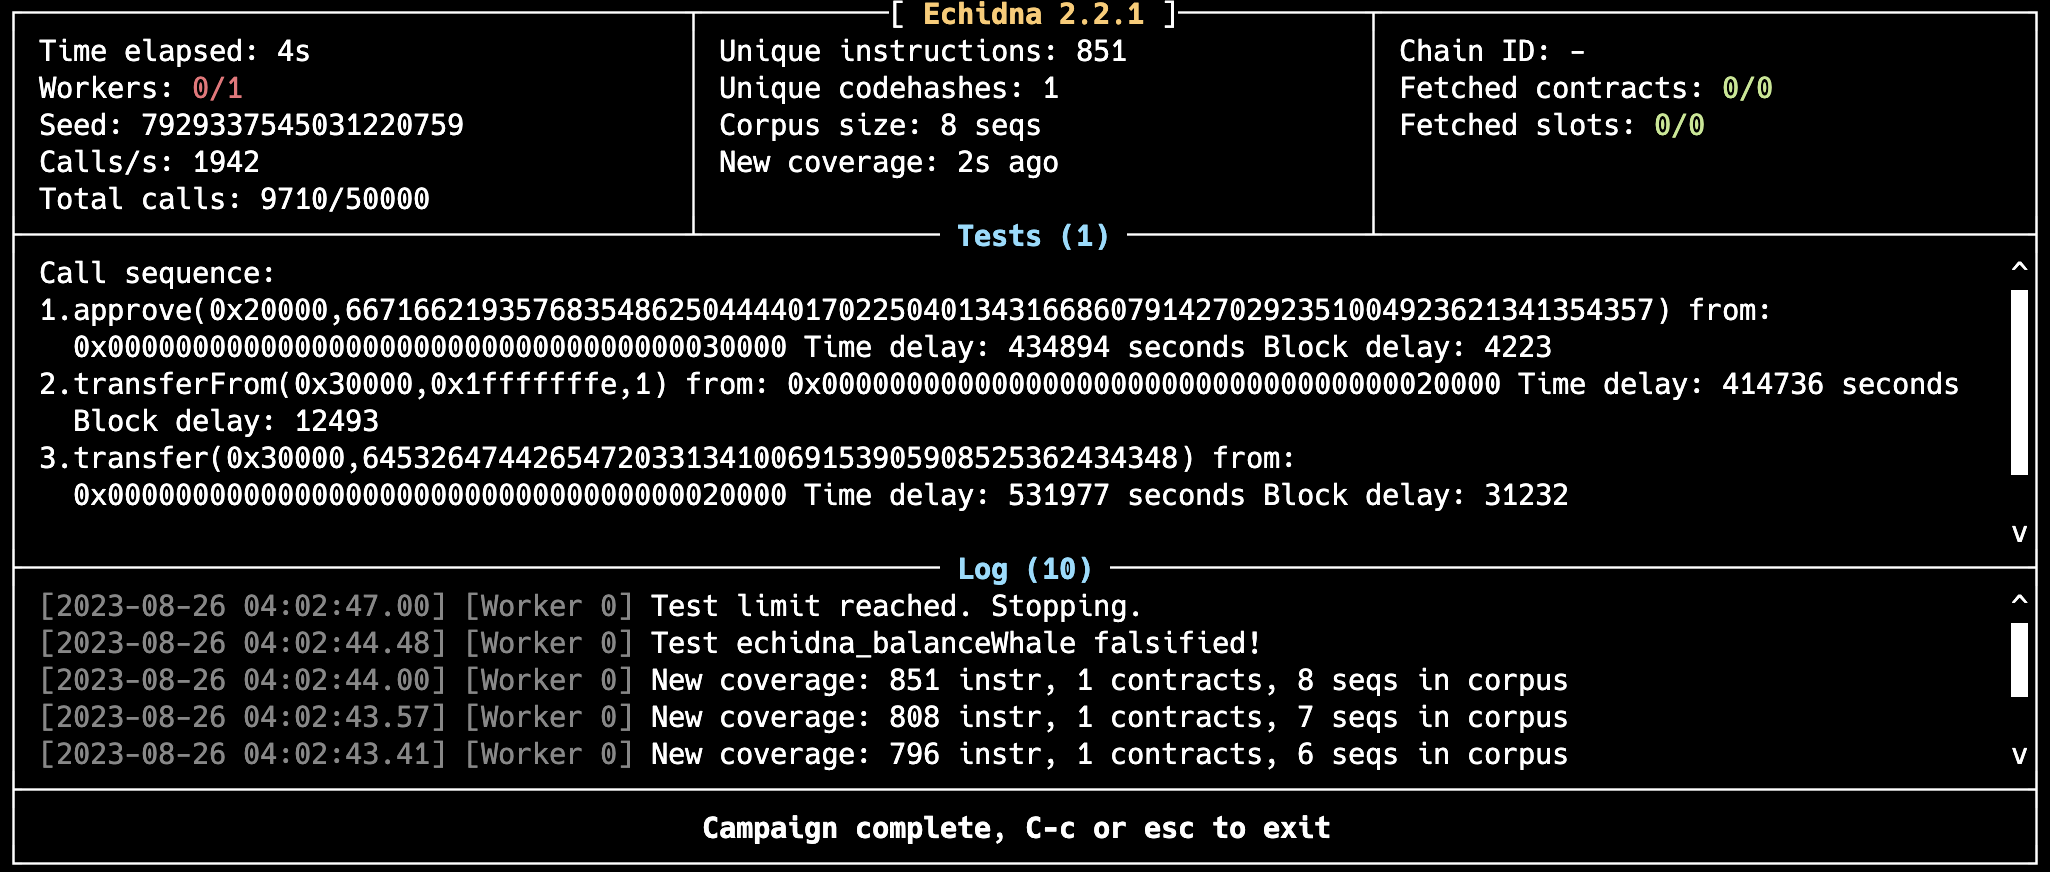 [ Echidna 2.2.1 ]
Time elapsed: 4s
Workers: 0/1
Seed: 7929337545031220759
Calls/s: 1942
Total calls: 9710/50000
Unique instructions: 851
Unique codehashes: 1
Corpus size: 8 seqs
New coverage: 2s ago
Chain ID: -
Fetched contracts: 0/0
Fetched slots: 0/0
Tests (1)
Call sequence:
1.approve(0x20000,66716621935768354862504444017022504013431668607914270292351004923621341354357) from:
0x0000000000000000000000000000000000030000 Time delay: 434894 seconds Block delay: 4223
2.transferFrom(0x30000,0x1fffffffe,1) from: 0x0000000000000000000000000000000000020000 Time delay: 414736 seconds
Block delay: 12493
3.transfer(0x30000,645326474426547203313410069153905908525362434348) from:
0x0000000000000000000000000000000000020000 Time delay: 531977 seconds Block delay: 31232
Log (10)
[2023-08-26 04:02:47.00] [Worker 0] Test limit reached. Stopping.
[2023-08-26 04:02:44.48] [Worker 0] Test echidna_balanceWhale falsified!
[2023-08-26 04:02:44.00] [Worker 0] New coverage: 851 instr, 1 contracts, 8 seqs in corpus
[2023-08-26 04:02:43.57] [Worker 0] New coverage: 808 instr, 1 contracts, 7 seqs in corpus
[2023-08-26 04:02:43.41] [Worker 0] New coverage: 796 instr, 1 contracts, 6 seqs in corpus
Campaign complete, C-c or esc to exit